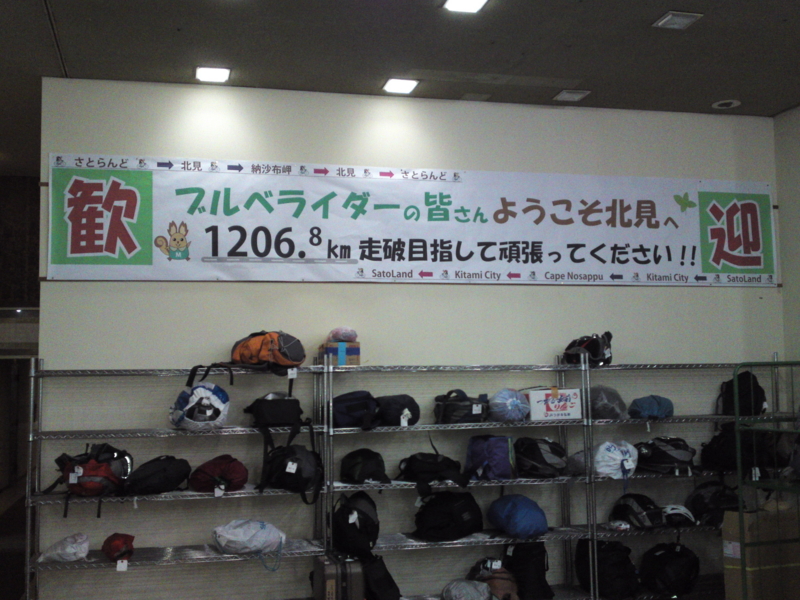 さとらんど ➡ 北見 ➡ 納沙布岬 ➡ 北見 ➡ さとらんど
歓 迎
ブルベライダーの皆さんようこそ北見へ
1206.8km 走破目指して頑張ってください!!
SatoLand ⬅ Kitami City ⬅ Cape Nosappu ⬅ Kitami City ⬅ SatoLand